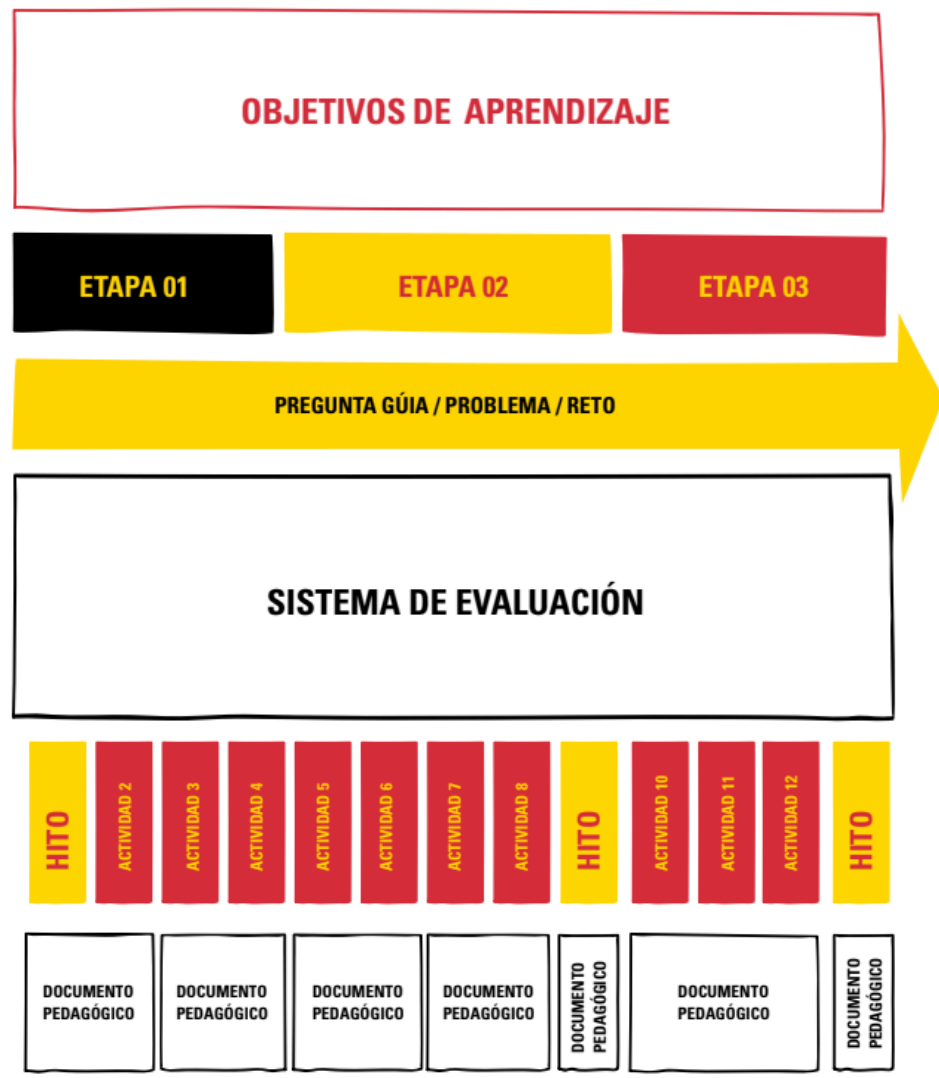 OBJETIVOS DE APRENDIZAJE
ETAPA 01
ETAPA 02
ETAPA 03
PREGUNTA GÚIA / PROBLEMA / RETO
SISTEMA DE EVALUACIÓN
HITO
ACTIVIDAD 2
ACTIVIDAD 3
ACTIVIDAD 4
ACTIVIDAD 5
ACTIVIDAD 6
ACTIVIDAD 7
ACTIVIDAD 8
HITO
ACTIVIDAD 10
ACTIVIDAD 11
ACTIVIDAD 12
HITO
DOCUMENTO
PEDAGÓGICO
DOCUMENTO
PEDAGÓGICO
DOCUMENTO
PEDAGÓGICO
DOCUMENTO
PEDAGÓGICO
DOCUMENTO
PEDAGÓGICO
DOCUMENTO
PEDAGÓGICO
DOCUMENTO
PEDAGÓGICO